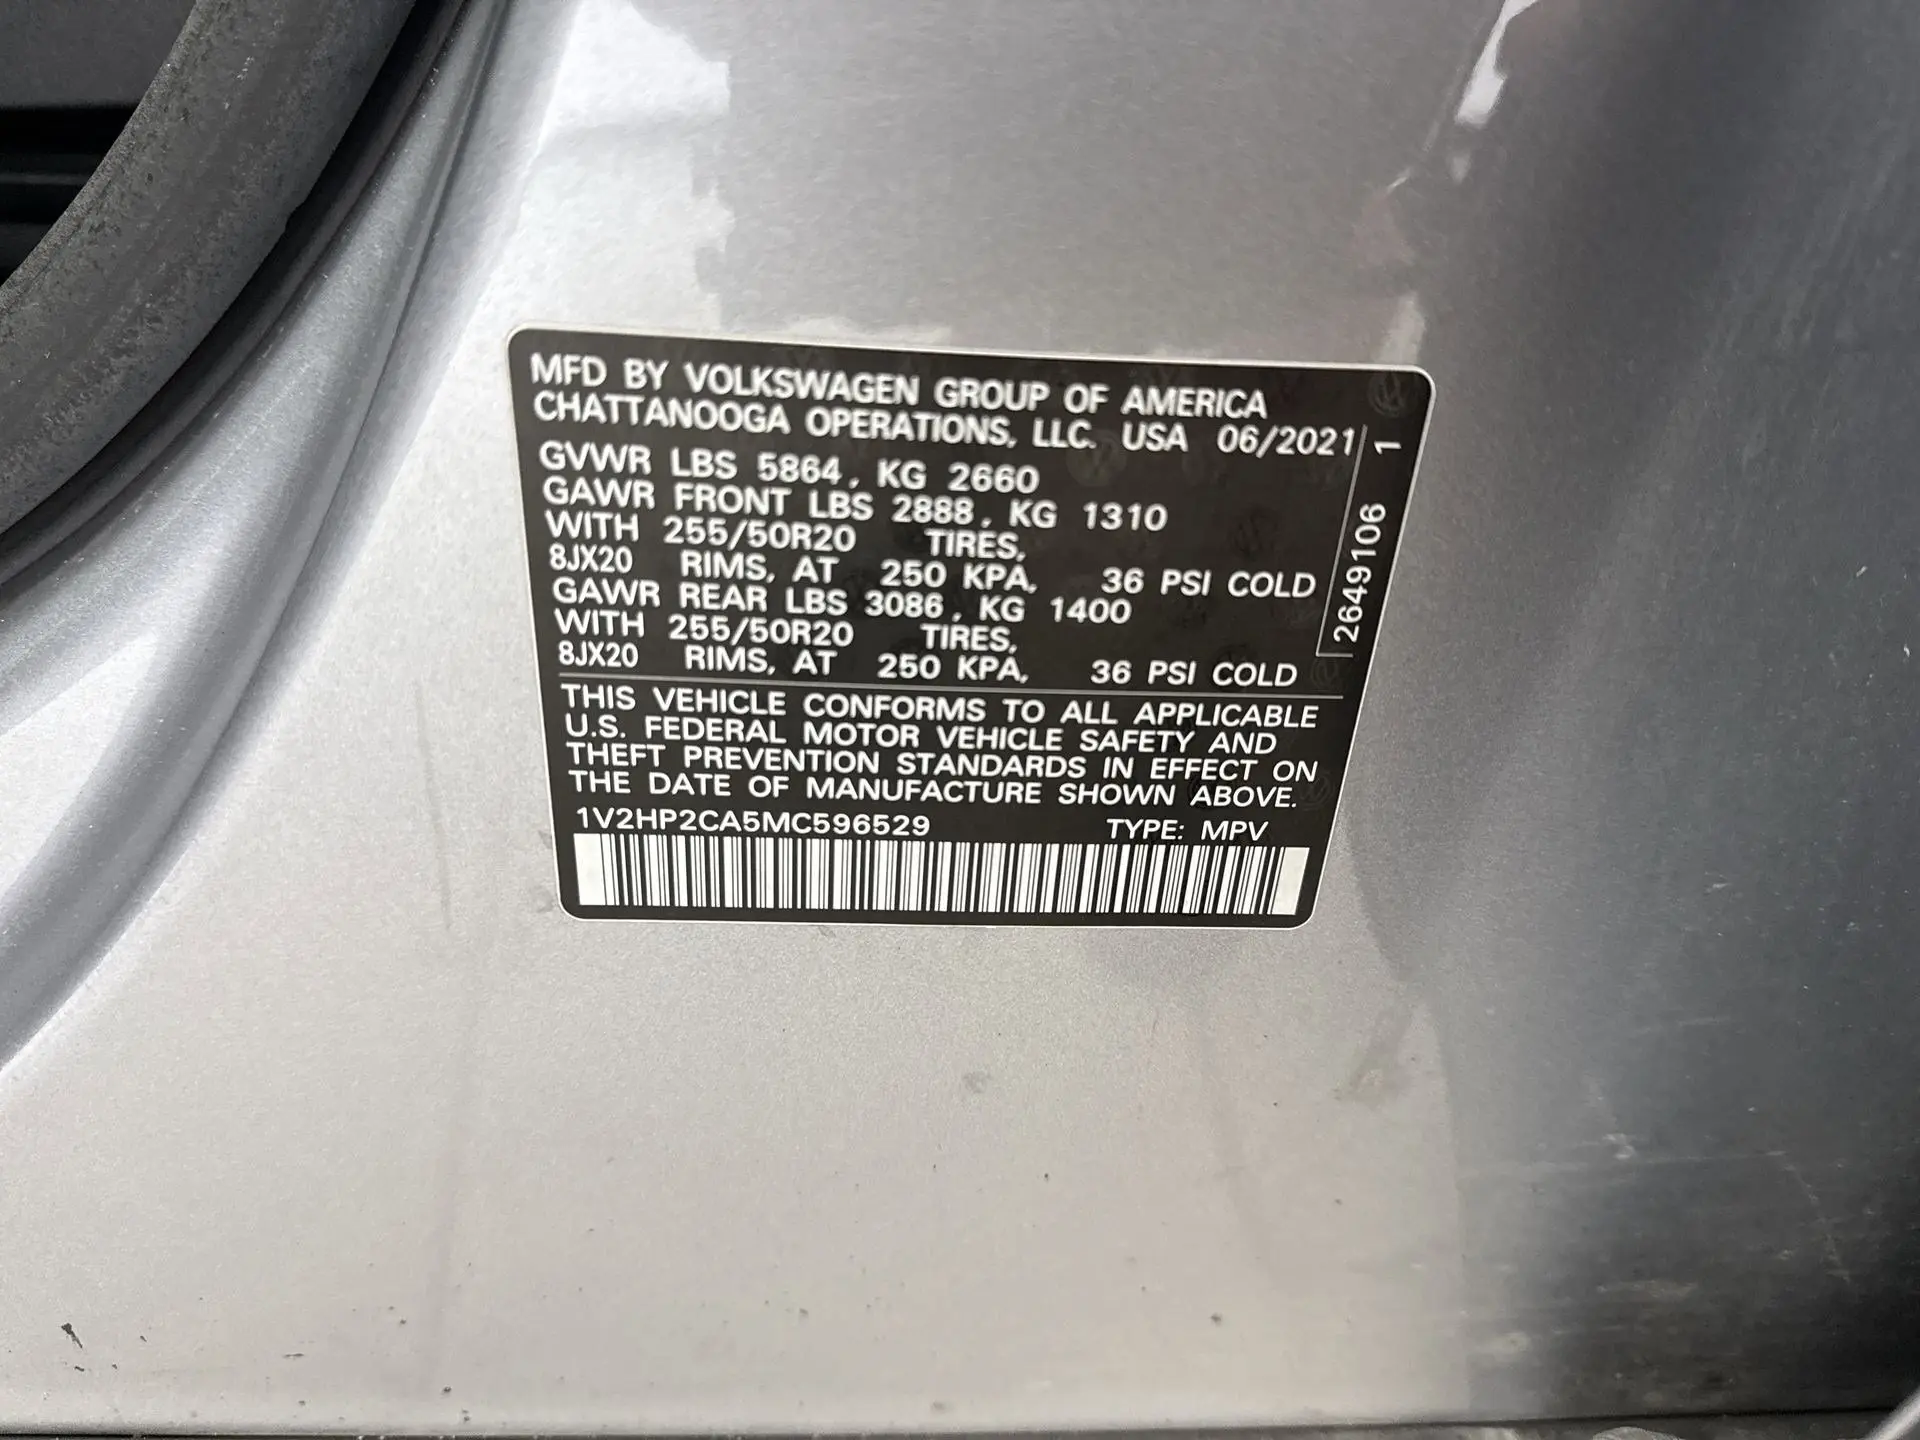 MFD BY VOLKSWAGEN GROUP OF AMERICA
CHATTANOOGA OPERATIONS, LLC. USA 06/2021
GVWR LBS 5864, KG 2660
GAWR FRONT LBS 2888, KG 1310
WITH 255/50R20 TIRES,
8JX20 RIMS, AT 250 KPA, 36 PSI COLD
GAWR REAR LBS 3086, KG 1400
WITH 255/50R20 TIRES,
8JX20 RIMS, AT 250 KPA, 36 PSI COLD
2649106 1
THIS VEHICLE CONFORMS TO ALL APPLICABLE
U.S. FEDERAL MOTOR VEHICLE SAFETY AND
THEFT PREVENTION STANDARDS IN EFFECT ON
THE DATE OF MANUFACTURE SHOWN ABOVE.
1V2HP2CA5MC596529 TYPE: MPV